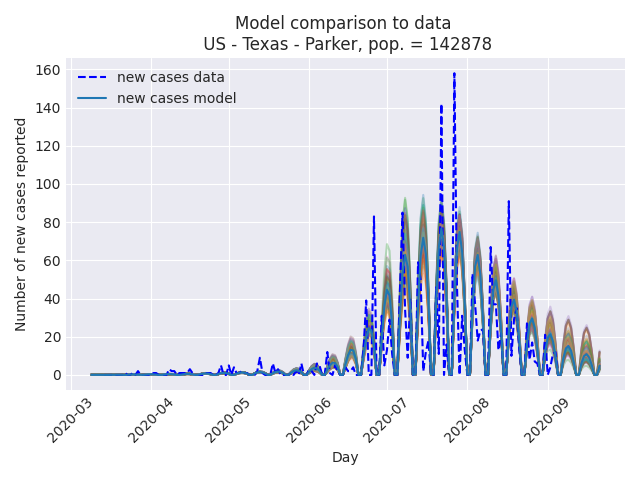 Model comparison to data
US - Texas - Parker, pop. = 142878
new cases data
new cases model
Number of new cases reported
160
140
120
100
80
60
40
20
0
2020-03
2020-04
2020-05
2020-06
2020-07
2020-08
2020-09
Day